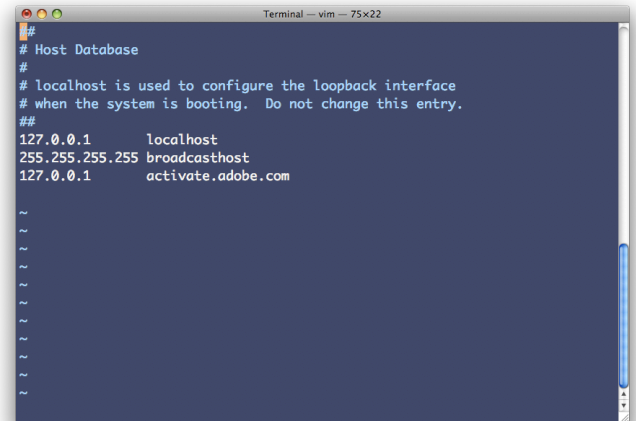 Terminal — vim — 75×22
##
# Host Database
#
# localhost is used to configure the loopback interface
# when the system is booting.  Do not change this entry.
##
127.0.0.1       localhost
255.255.255.255 broadcasthost
127.0.0.1       activate.adobe.com
~
~
~
~
~
~
~
~
~
~
~